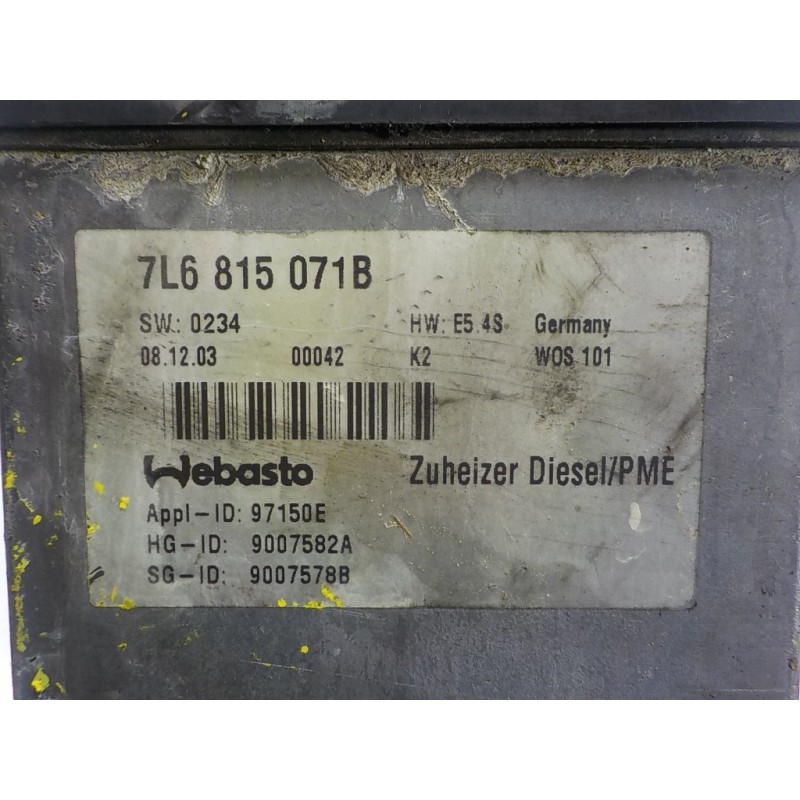 7L6 815 071B
SW.: 0234 HW: E5.4S Germany
08.12.03 00042 K2 WOS 101
Webasto Zuheizer Diesel/PME
Appl-ID: 97150E
HG-ID: 9007582A
SG-ID: 9007578B